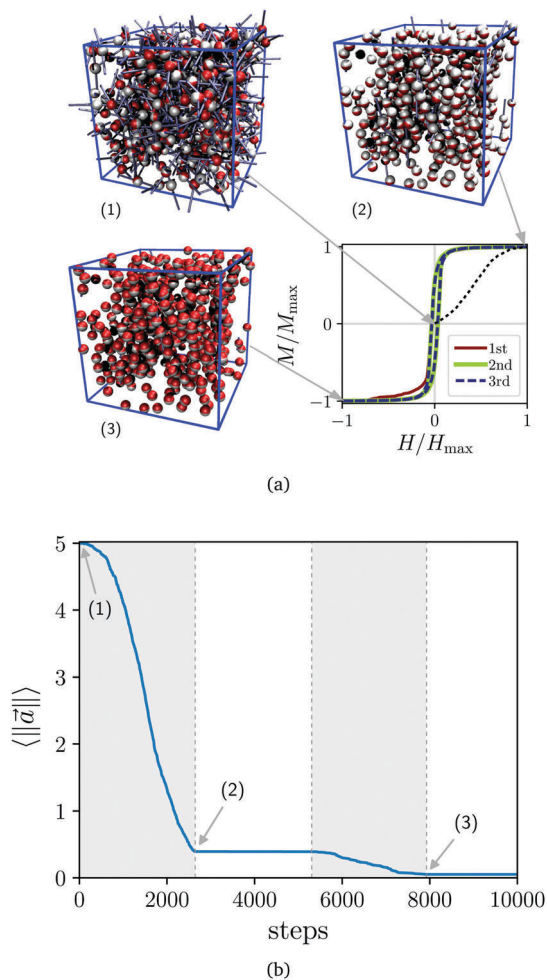 (1)
(2)
(3)
M/M_max
1
0
−1
1st
2nd
3rd
−1
0
1
H/H_max
(a)
5
4
3
2
1
0
⟨‖a⃗‖⟩
(1)
(2)
(3)
0
2000
4000
6000
8000
10000
steps
(b)